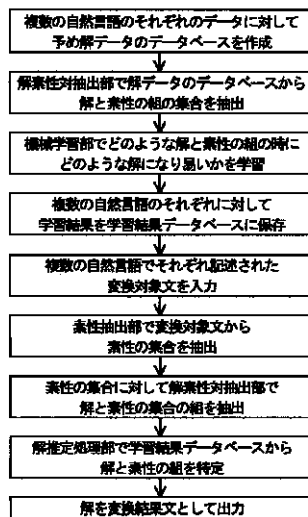 複数の自然言語のそれぞれのデータに対して
予め解データのデータベースを作成
解素性対抽出部で解データのデータベースから
解と素性の組の集合を抽出
機械学習部でどのような解と素性の組の時に
どのような解になり易いかを学習
複数の自然言語のそれぞれに対して
学習結果を学習結果データベースに保存
複数の自然言語でそれぞれ記述された
変換対象文を入力
素性抽出部で変換対象文から
素性の集合を抽出
素性の集合に対して解素性対抽出部で
解と素性の集合の組を抽出
解推定処理部で学習結果データベースから
解と素性の組を特定
解を変換結果文として出力